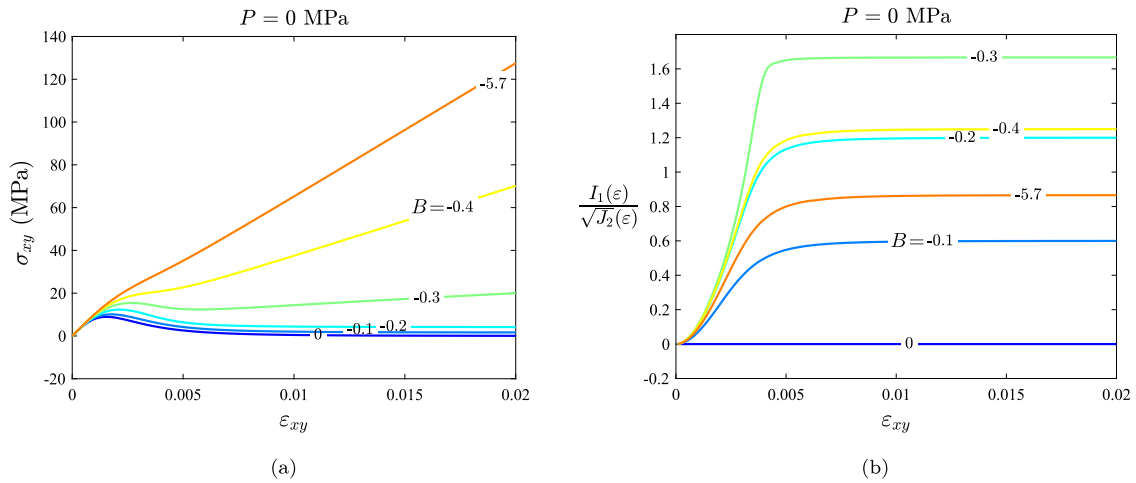 P = 0 MPa
140
120
100
80
60
40
20
0
-20
σxy (MPa)
-5.7
B = -0.4
-0.3
-0.1 -0.2
0
0 0.005 0.01 0.015 0.02
εxy
(a)
P = 0 MPa
1.6
1.4
1.2
1
0.8
0.6
0.4
0.2
0
-0.2
I1(ε)
√J2(ε)
-0.3
-0.4
-0.2
-5.7
B = -0.1
0
0 0.005 0.01 0.015 0.02
εxy
(b)